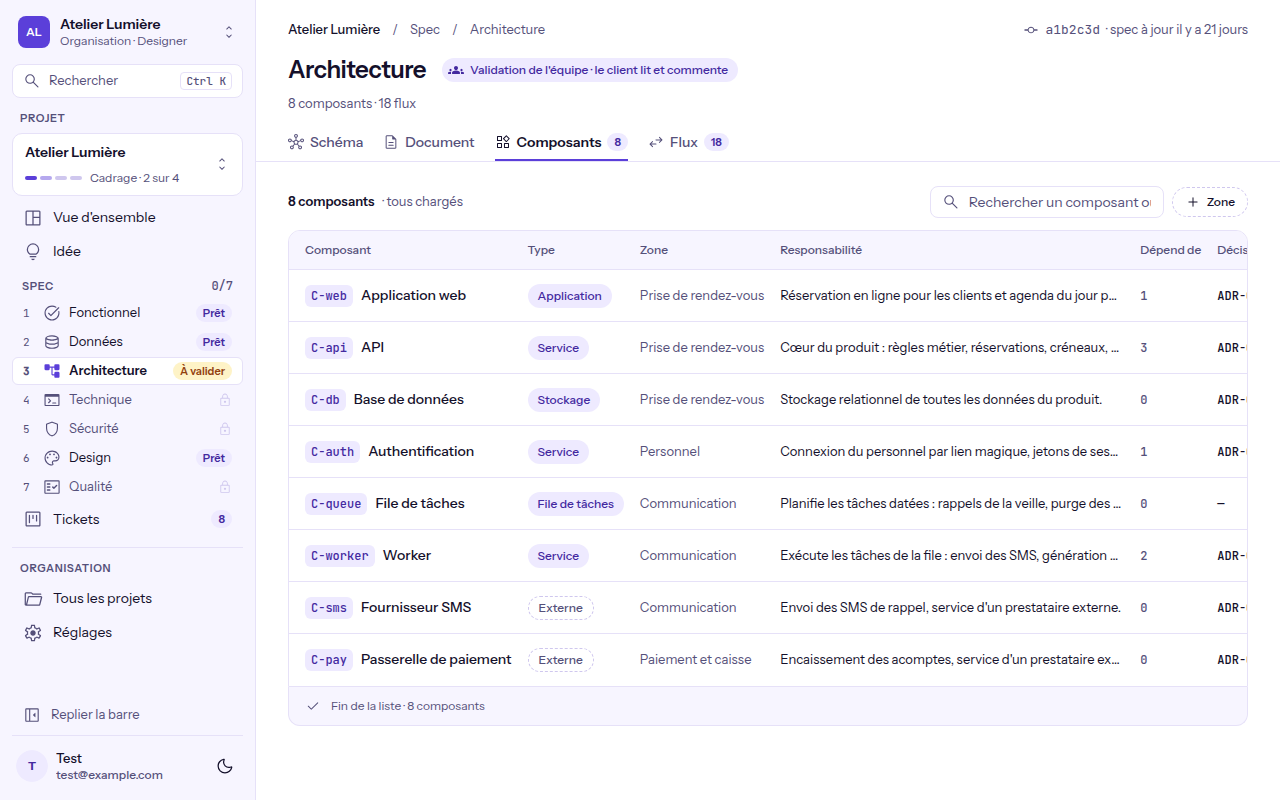 AL
Atelier Lumière
Organisation · Designer
Rechercher
Ctrl K
PROJET
Atelier Lumière
Cadrage · 2 sur 4
Vue d'ensemble
Idée
SPEC 0/7
1 Fonctionnel Prêt
2 Données Prêt
3 Architecture À valider
4 Technique
5 Sécurité
6 Design Prêt
7 Qualité
Tickets 8
ORGANISATION
Tous les projets
Réglages
Replier la barre
T
Test
test@example.com
Atelier Lumière / Spec / Architecture
a1b2c3d · spec à jour il y a 21 jours
Architecture
Validation de l'équipe · le client lit et commente
8 composants · 18 flux
Schéma Document Composants 8 Flux 18
8 composants · tous chargés
Rechercher un composant o
Zone
Composant Type Zone Responsabilité Dépend de Décis
C-web Application web Application Prise de rendez-vous Réservation en ligne pour les clients et agenda du jour p… 1 ADR-
C-api API Service Prise de rendez-vous Cœur du produit : règles métier, réservations, créneaux, … 3 ADR-
C-db Base de données Stockage Prise de rendez-vous Stockage relationnel de toutes les données du produit. 0 ADR-
C-auth Authentification Service Personnel Connexion du personnel par lien magique, jetons de ses… 1 ADR-
C-queue File de tâches File de tâches Communication Planifie les tâches datées : rappels de la veille, purge des … 0 –
C-worker Worker Service Communication Exécute les tâches de la file : envoi des SMS, génération … 2 ADR-
C-sms Fournisseur SMS Externe Communication Envoi des SMS de rappel, service d'un prestataire externe. 0 ADR-
C-pay Passerelle de paiement Externe Paiement et caisse Encaissement des acomptes, service d'un prestataire ex… 0 ADR-
Fin de la liste · 8 composants